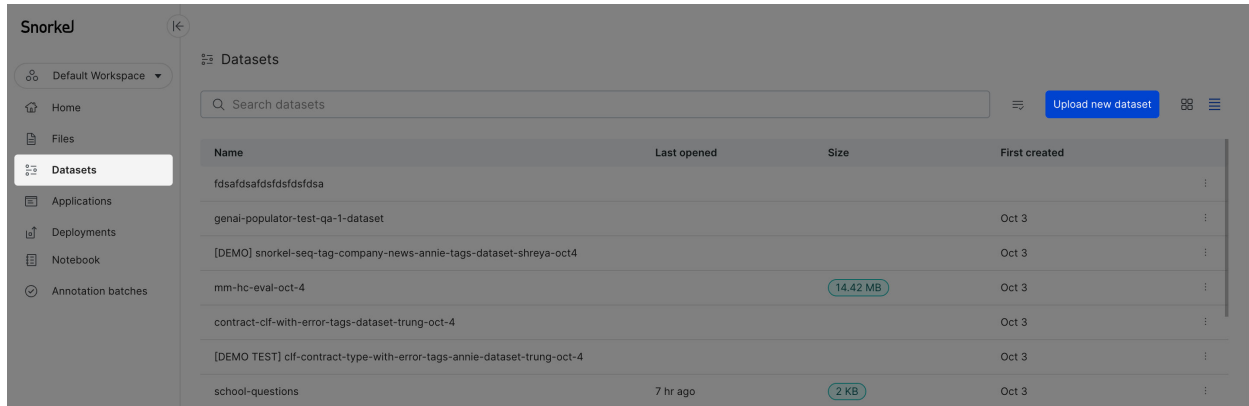 Snorkel
Default Workspace
Home
Files
Datasets
Applications
Deployments
Notebook
Annotation batches
Datasets
Search datasets
Upload new dataset
Name Last opened Size First created
fdsafdsafdsfdsfdsfdsa
genai-populator-test-qa-1-dataset Oct 3
[DEMO] snorkel-seq-tag-company-news-annie-tags-dataset-shreya-oct4 Oct 3
mm-hc-eval-oct-4 14.42 MB Oct 3
contract-clf-with-error-tags-dataset-trung-oct-4 Oct 3
[DEMO TEST] clf-contract-type-with-error-tags-annie-dataset-trung-oct-4 Oct 3
school-questions 7 hr ago 2 KB Oct 3